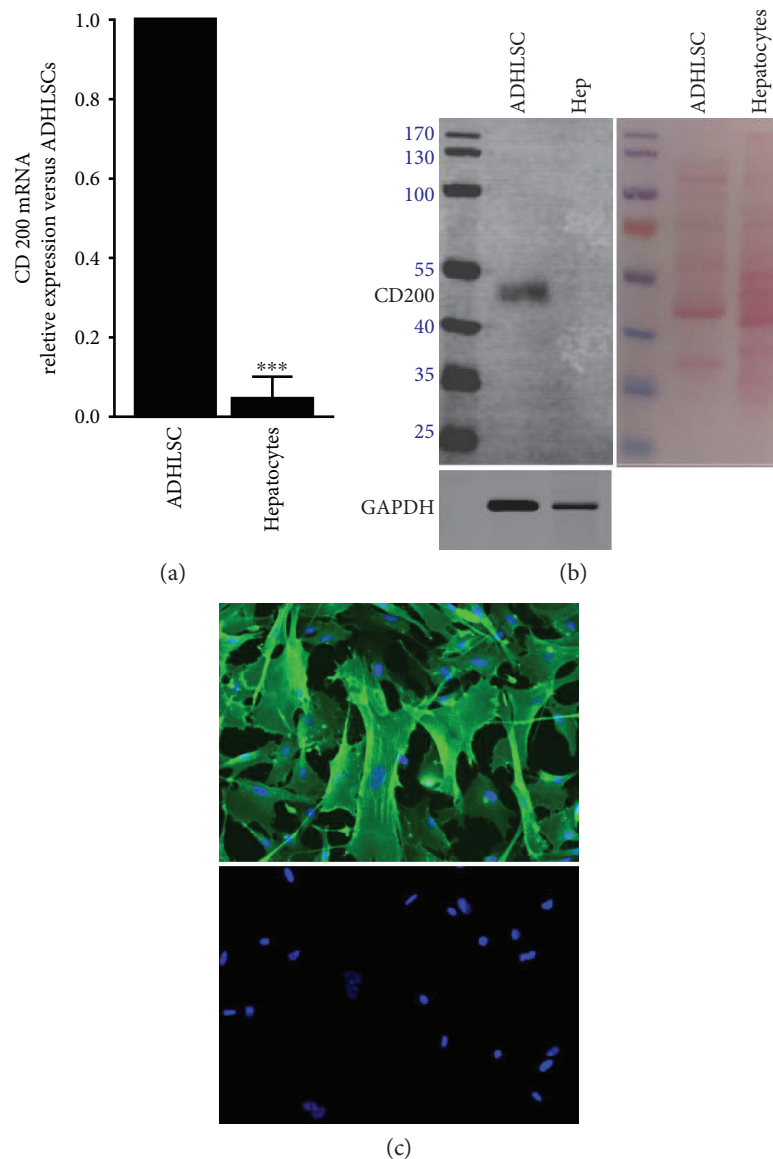 CD 200 mRNA
reletive expression versus ADHLSCs
1.0
0.8
0.6
0.4
0.2
0.0
***
ADHLSC
Hepatocytes
(a)
ADHLSC
Hep
170
130
100
55
CD200
40
35
25
GAPDH
ADHLSC
Hepatocytes
(b)
(c)